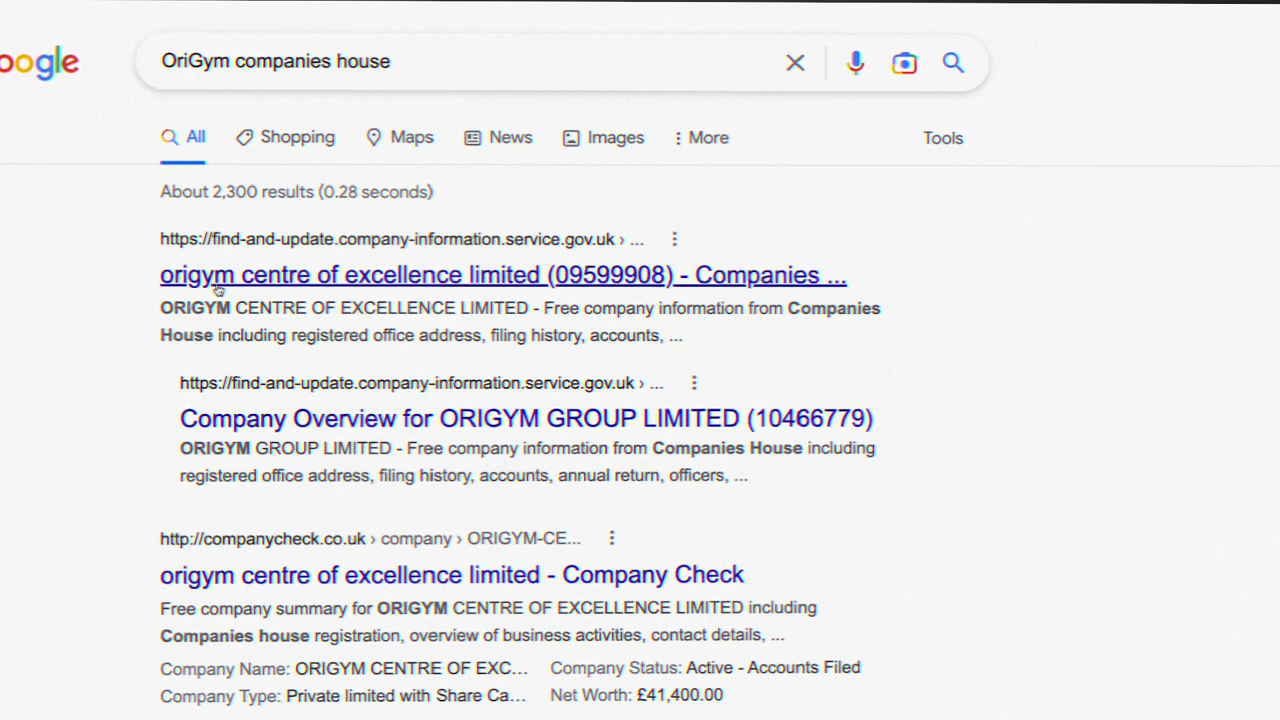 oogle
OriGym companies house
All Shopping Maps News Images More Tools
About 2,300 results (0.28 seconds)
https://find-and-update.company-information.service.gov.uk › ...
origym centre of excellence limited (09599908) - Companies ...
ORIGYM CENTRE OF EXCELLENCE LIMITED - Free company information from Companies
House including registered office address, filing history, accounts, ...
https://find-and-update.company-information.service.gov.uk › ...
Company Overview for ORIGYM GROUP LIMITED (10466779)
ORIGYM GROUP LIMITED - Free company information from Companies House including
registered office address, filing history, accounts, annual return, officers, ...
http://companycheck.co.uk › company › ORIGYM-CE...
origym centre of excellence limited - Company Check
Free company summary for ORIGYM CENTRE OF EXCELLENCE LIMITED including
Companies house registration, overview of business activities, contact details, ...
Company Name: ORIGYM CENTRE OF EXC... Company Status: Active - Accounts Filed
Company Type: Private limited with Share Ca... Net Worth: £41,400.00